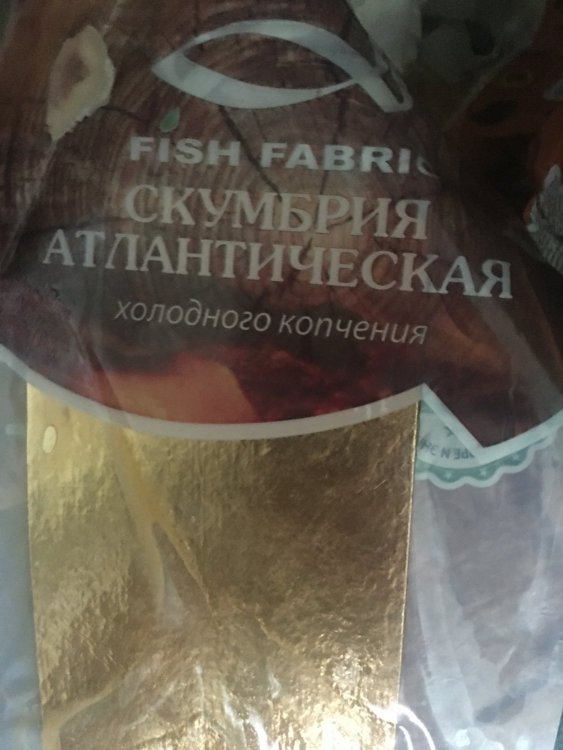 FISH FABRIC
СКУМБРИЯ
АТЛАНТИЧЕСКАЯ
холодного копчения